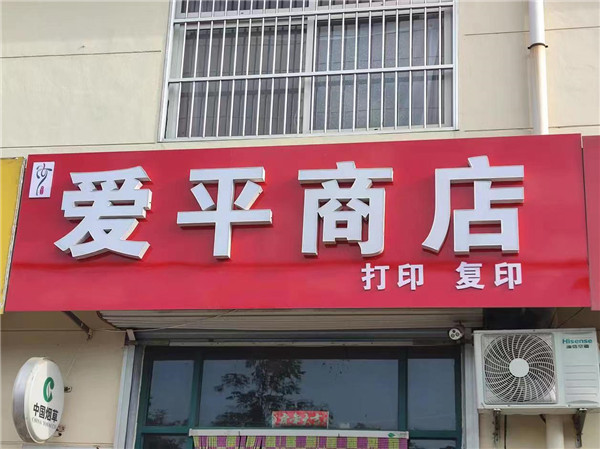 爱平商店
打印 复印
Hisense
中国烟草